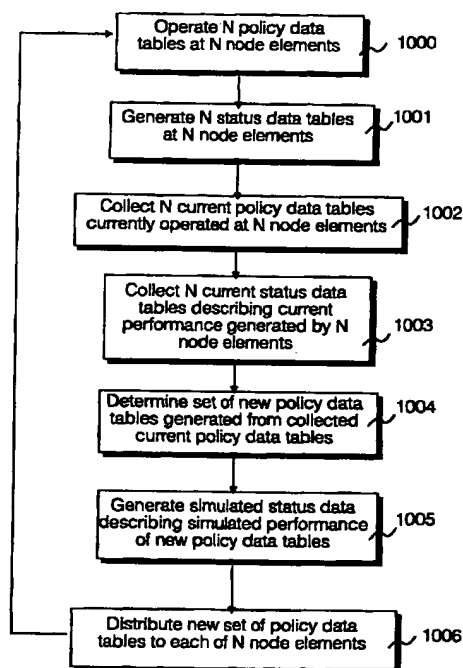 Operate N policy data
tables at N node elements
1000
Generate N status data tables
at N node elements
1001
Collect N current policy data tables
currently operated at N node elements
1002
Collect N current status data
tables describing current
performance generated by N
node elements
1003
Determine set of new policy data
tables generated from collected
current policy data tables
1004
Generate simulated status data
describing simulated performance
of new policy data tables
1005
Distribute new set of policy data
tables to each of N node elements
1006